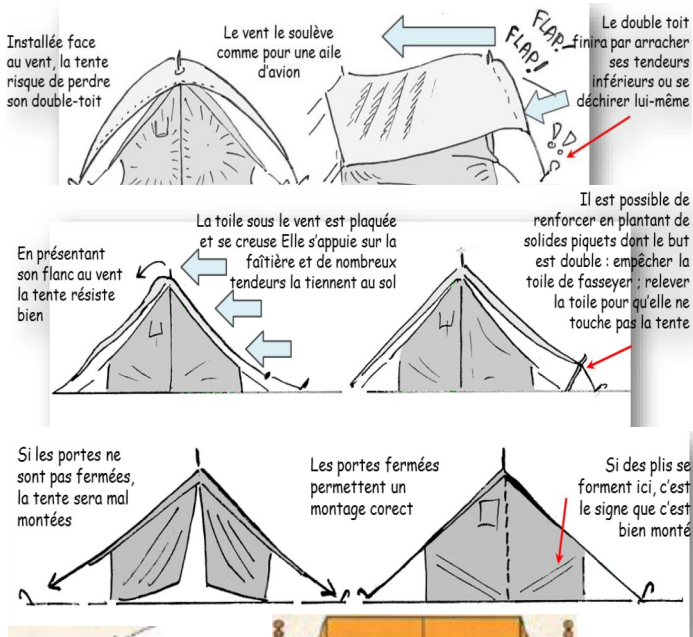 Installée face
au vent, la tente
risque de perdre
son double-toit
Le vent le soulève
comme pour une aile
d'avion
FLAP!
FLAP!
Le double toit
finira par arracher
ses tendeurs
inférieurs ou se
déchirer lui-même
En présentant
son flanc au vent
la tente résiste
bien
La toile sous le vent est plaquée
et se creuse Elle s'appuie sur la
faîtière et de nombreux
tendeurs la tiennent au sol
Il est possible de
renforcer en plantant de
solides piquets dont le but
est double : empêcher la
toile de fasseyer ; relever
la toile pour qu'elle ne
touche pas la tente
Si les portes ne
sont pas fermées,
la tente sera mal
montées
Les portes fermées
permettent un
montage corect
Si des plis se
forment ici, c'est
le signe que c'est
bien monté